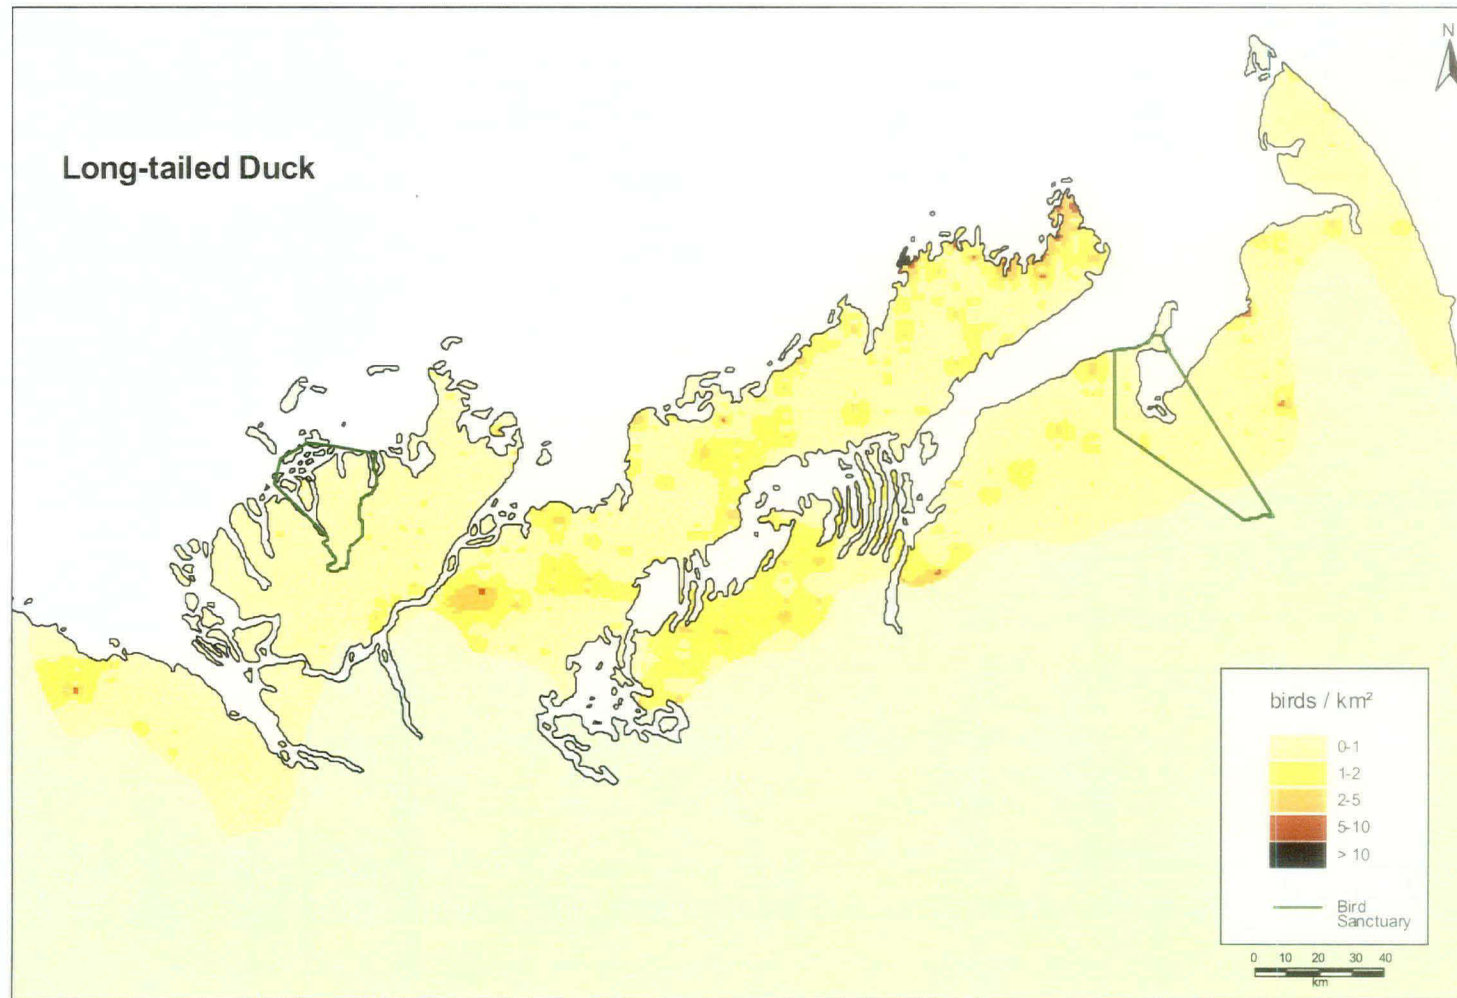 N
Long-tailed Duck
birds / km²
0-1
1-2
2-5
5-10
> 10
Bird
Sanctuary
0 10 20 30 40
km